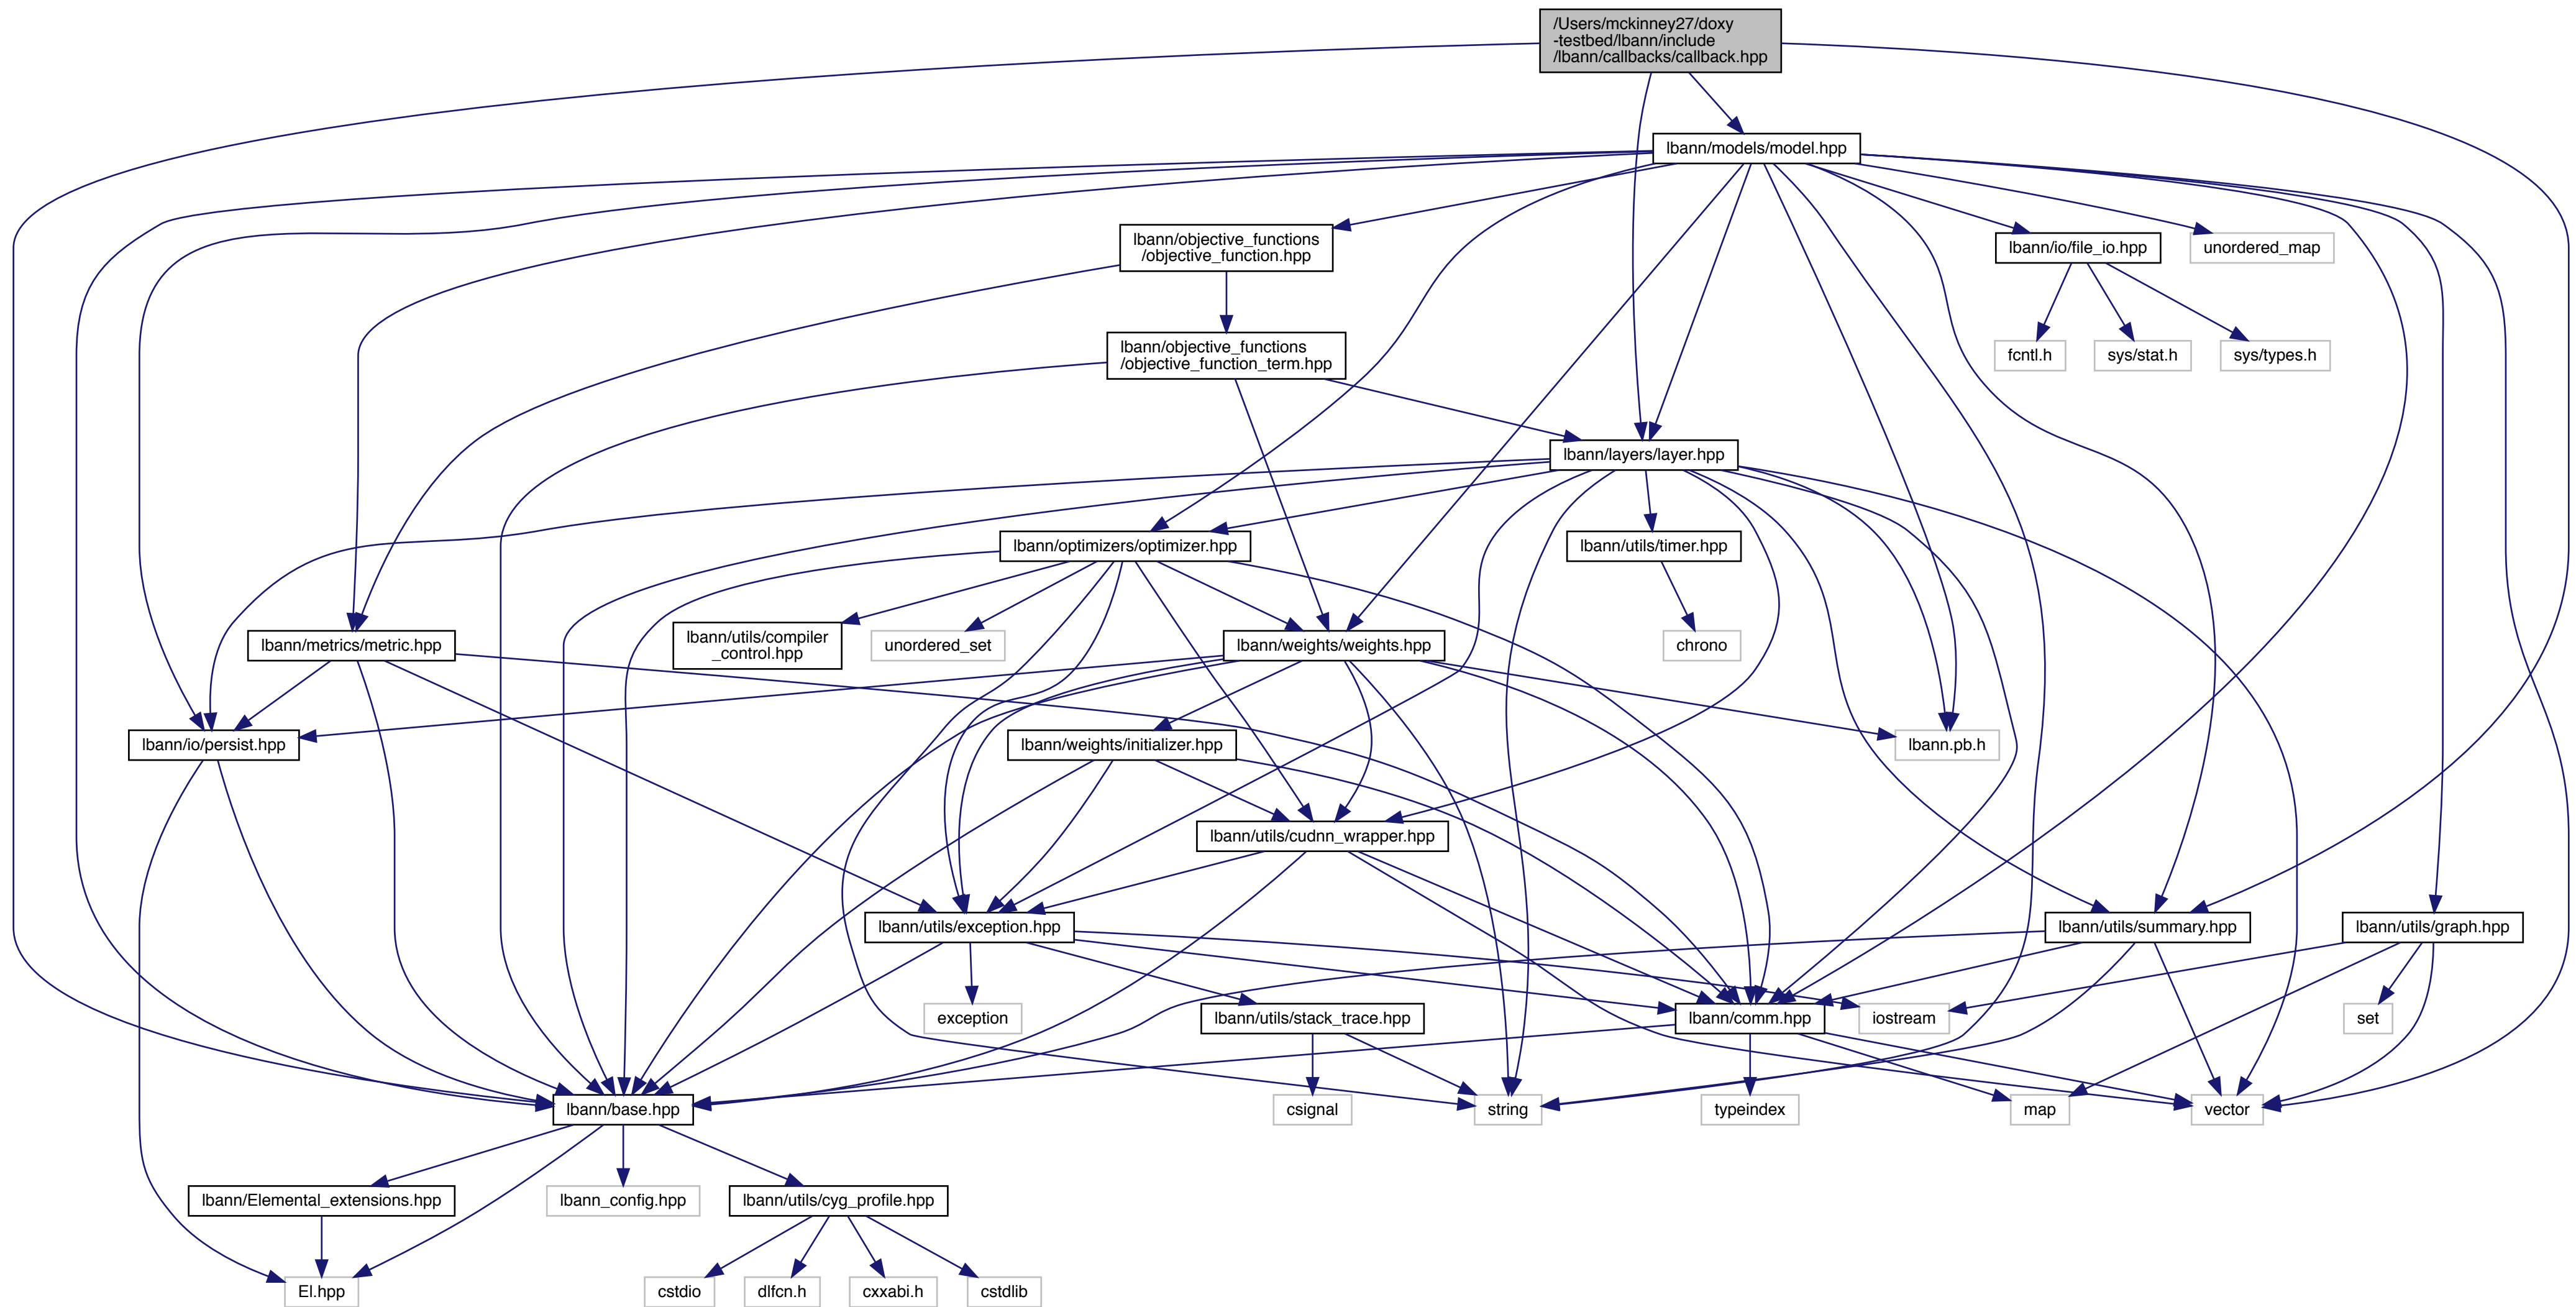 /Users/mckinney27/doxy
-testbed/lbann/include
/lbann/callbacks/callback.hpp
lbann/models/model.hpp
lbann/objective_functions
/objective_function.hpp
lbann/io/file_io.hpp
unordered_map
lbann/objective_functions
/objective_function_term.hpp
fcntl.h
sys/stat.h
sys/types.h
lbann/layers/layer.hpp
lbann/optimizers/optimizer.hpp
lbann/utils/timer.hpp
lbann/metrics/metric.hpp
lbann/utils/compiler
_control.hpp
unordered_set
lbann/weights/weights.hpp
chrono
lbann/io/persist.hpp
lbann/weights/initializer.hpp
lbann.pb.h
lbann/utils/cudnn_wrapper.hpp
lbann/utils/exception.hpp
lbann/utils/summary.hpp
lbann/utils/graph.hpp
exception
lbann/utils/stack_trace.hpp
lbann/comm.hpp
iostream
set
lbann/base.hpp
csignal
string
typeindex
map
vector
lbann/Elemental_extensions.hpp
lbann_config.hpp
lbann/utils/cyg_profile.hpp
El.hpp
cstdio
dlfcn.h
cxxabi.h
cstdlib